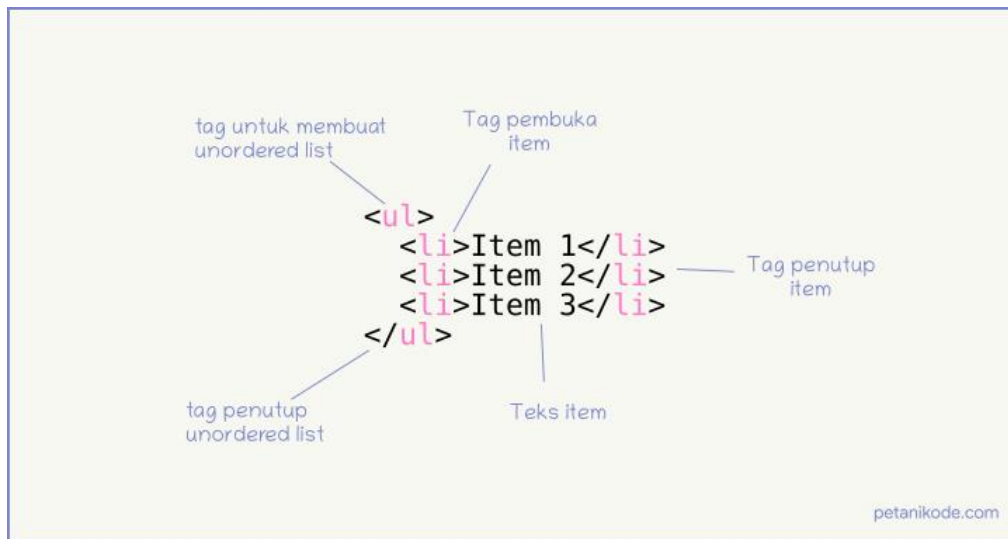 tag untuk membuat
unordered list
Tag pembuka
item
<ul>
<li>Item 1</li>
<li>Item 2</li>
<li>Item 3</li>
</ul>
Tag penutup
item
tag penutup
unordered list
Teks item
petanikode.com